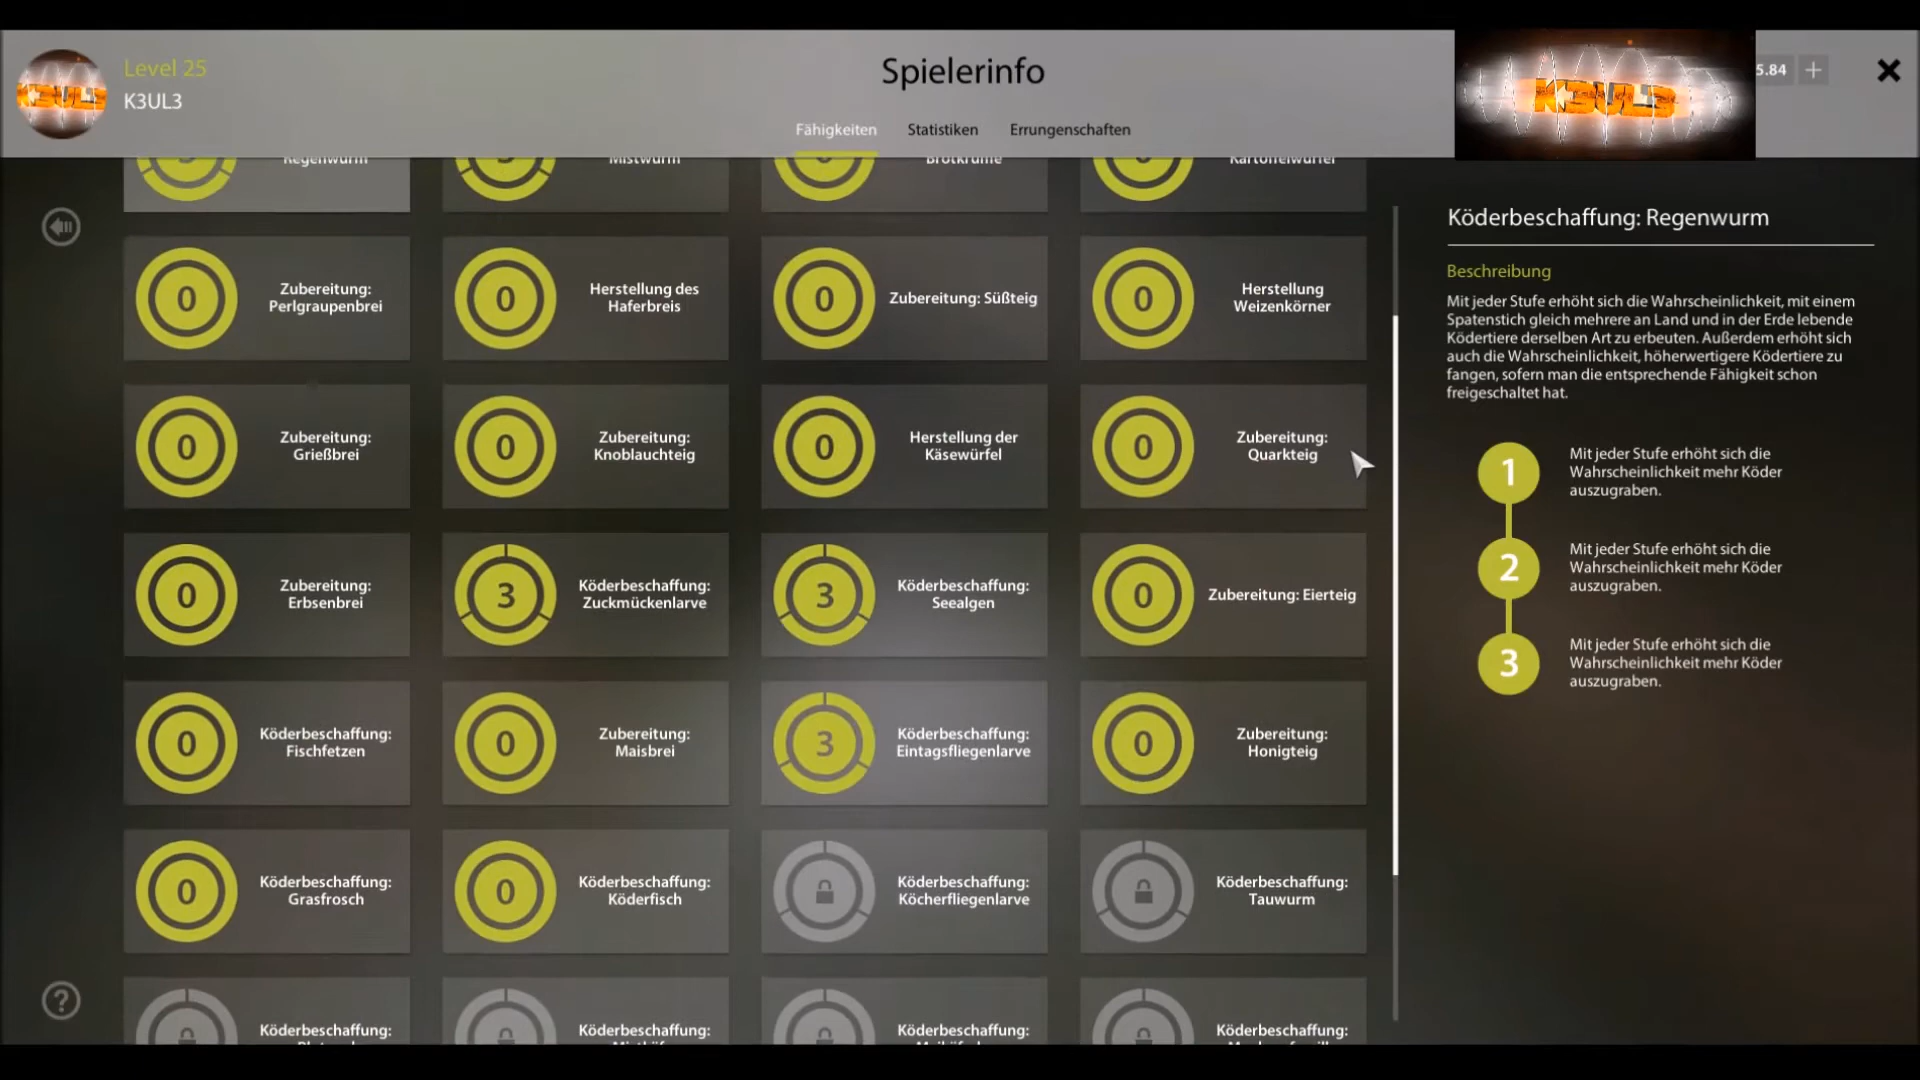 Level 25
K3UL3
Spielerinfo
Fähigkeiten
Statistiken
Errungenschaften
K3UL3
K3UL3
5.84
Regenwurm
Mistwurm
Brotkrume
Kartoffelwürfel
0
Zubereitung:
Perlgraupenbrei
0
Herstellung des
Haferbreis
0
Zubereitung: Süßteig
0
Herstellung
Weizenkörner
0
Zubereitung:
Grießbrei
0
Zubereitung:
Knoblauchteig
0
Herstellung der
Käsewürfel
0
Zubereitung:
Quarkteig
0
Zubereitung:
Erbsenbrei
3
Köderbeschaffung:
Zuckmückenlarve
3
Köderbeschaffung:
Seealgen
0
Zubereitung: Eierteig
0
Köderbeschaffung:
Fischfetzen
0
Zubereitung:
Maisbrei
3
Köderbeschaffung:
Eintagsfliegenlarve
0
Zubereitung:
Honigteig
0
Köderbeschaffung:
Grasfrosch
0
Köderbeschaffung:
Köderfisch
Köderbeschaffung:
Köcherfliegenlarve
Köderbeschaffung:
Tauwurm
Köderbeschaffung:
Köderbeschaffung:
Köderbeschaffung:
Köderbeschaffung:
?
Köderbeschaffung: Regenwurm
Beschreibung
Mit jeder Stufe erhöht sich die Wahrscheinlichkeit, mit einem
Spatenstich gleich mehrere an Land und in der Erde lebende
Ködertiere derselben Art zu erbeuten. Außerdem erhöht sich
auch die Wahrscheinlichkeit, höherwertigere Ködertiere zu
fangen, sofern man die entsprechende Fähigkeit schon
freigeschaltet hat.
1
Mit jeder Stufe erhöht sich die
Wahrscheinlichkeit mehr Köder
auszugraben.
2
Mit jeder Stufe erhöht sich die
Wahrscheinlichkeit mehr Köder
auszugraben.
3
Mit jeder Stufe erhöht sich die
Wahrscheinlichkeit mehr Köder
auszugraben.